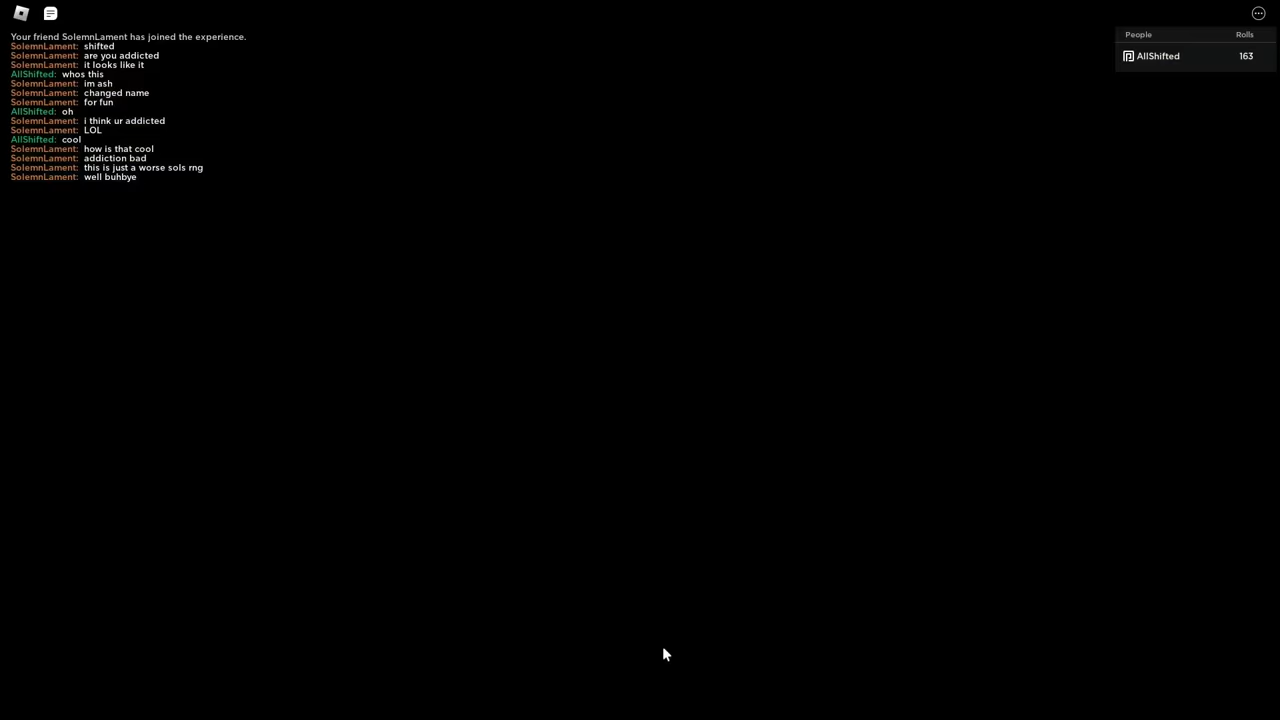 Your friend SolemnLament has joined the experience.
SolemnLament: shifted
SolemnLament: are you addicted
SolemnLament: it looks like it
AllShifted: whos this
SolemnLament: im ash
SolemnLament: changed name
SolemnLament: for fun
AllShifted: oh
SolemnLament: i think ur addicted
SolemnLament: LOL
AllShifted: cool
SolemnLament: how is that cool
SolemnLament: addiction bad
SolemnLament: this is just a worse sols rng
SolemnLament: well buhbye
People Rolls
AllShifted 163